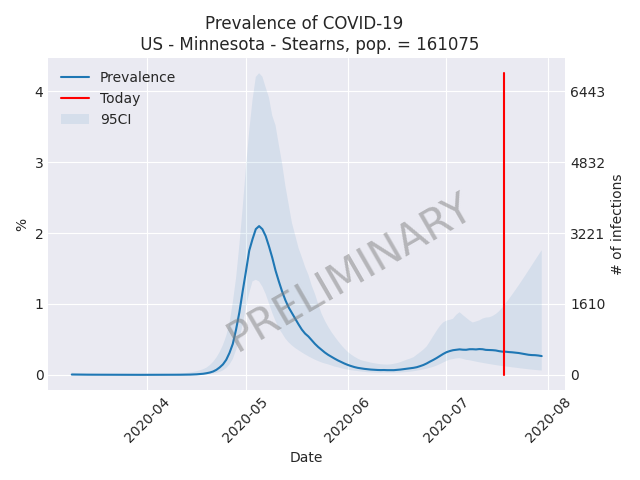 Prevalence of COVID-19
US - Minnesota - Stearns, pop. = 161075
Prevalence
Today
95CI
4
3
2
1
0
%
6443
4832
3221
1610
0
# of infections
PRELIMINARY
2020-04
2020-05
2020-06
2020-07
2020-08
Date